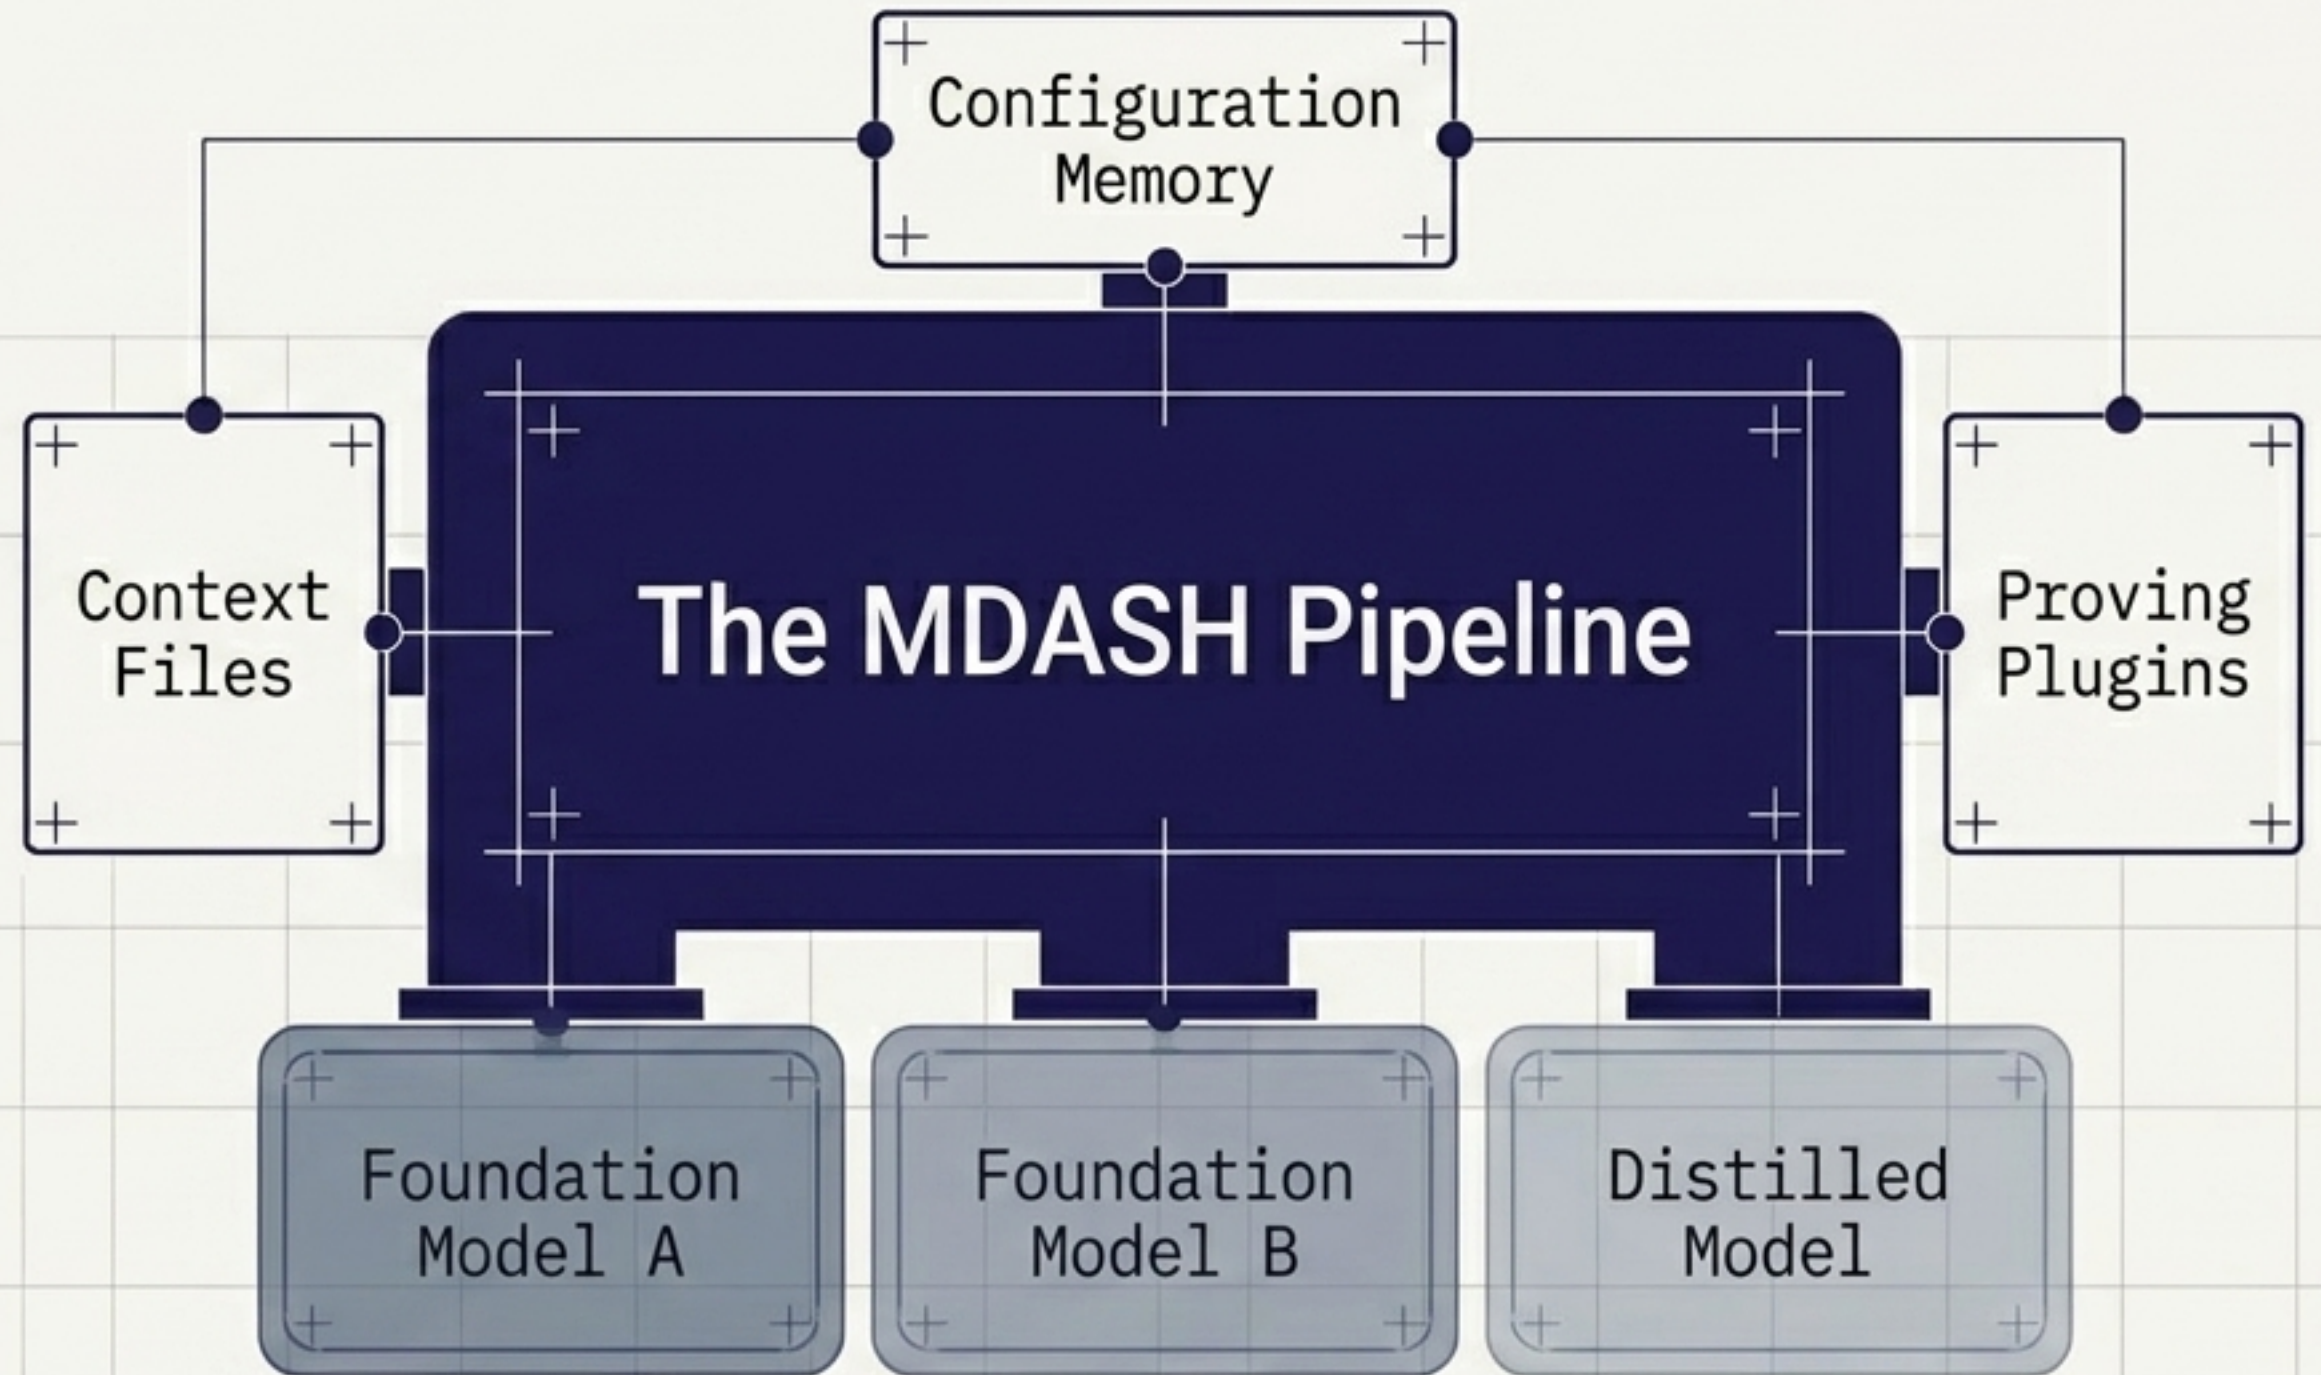 Configuration
Memory
Context
Files
The MDASH Pipeline
Proving
Plugins
Foundation
Model A
Foundation
Model B
Distilled
Model